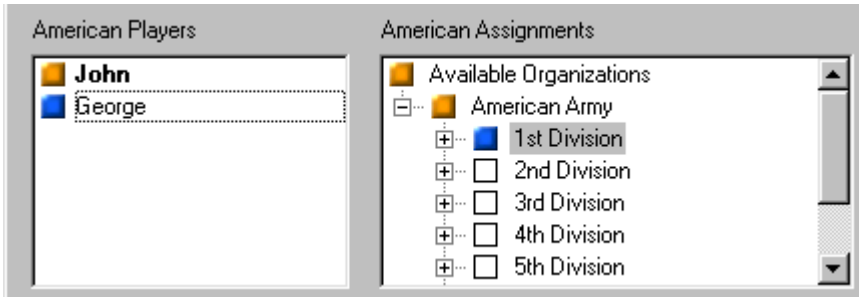 American Players
American Assignments
John
George
Available Organizations
American Army
1st Division
2nd Division
3rd Division
4th Division
5th Division